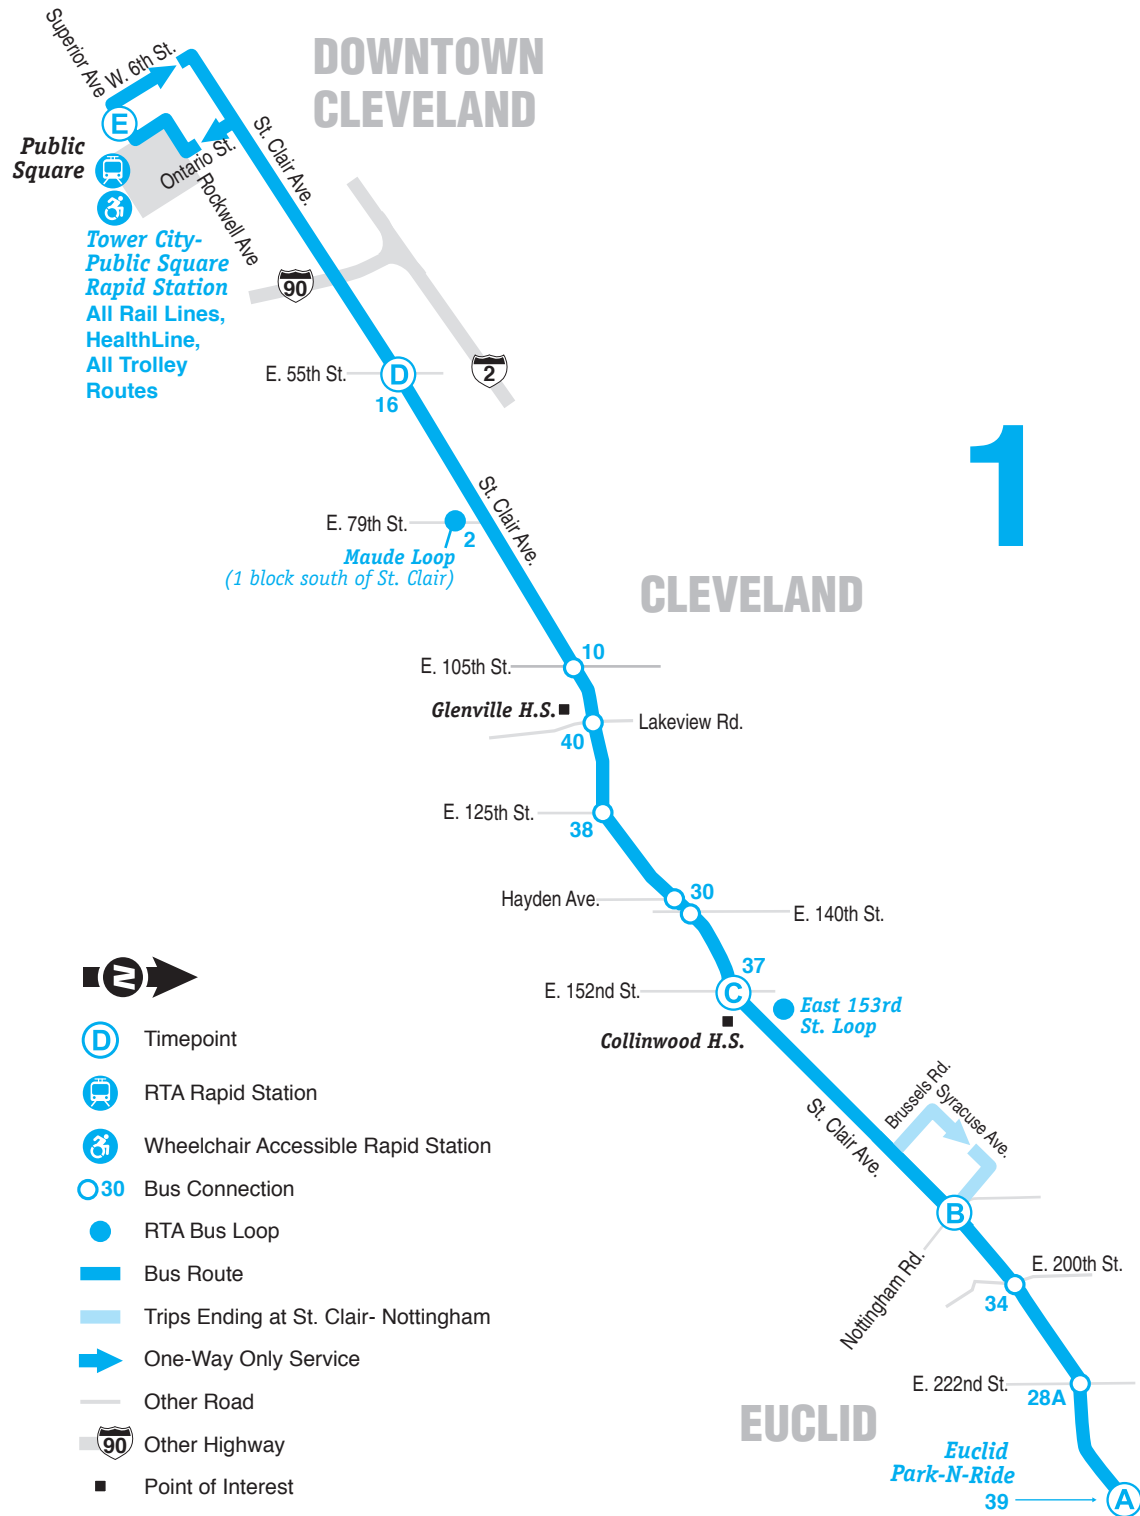 DOWNTOWN
CLEVELAND
Superior Ave
W. 6th St.
E
Public
Square
Ontario St.
Rockwell Ave
St. Clair Ave.
Tower City-
Public Square
Rapid Station
All Rail Lines,
HealthLine,
All Trolley
Routes
90
2
E. 55th St.
D
16
1
St. Clair Ave.
E. 79th St.
2
Maude Loop
(1 block south of St. Clair)
CLEVELAND
10
E. 105th St.
Glenville H.S.
Lakeview Rd.
40
E. 125th St.
38
Hayden Ave.
30
E. 140th St.
37
E. 152nd St.
C
East 153rd
St. Loop
Collinwood H.S.
Brussels Rd.
Syracuse Ave.
St. Clair Ave.
B
Nottingham Rd.
E. 200th St.
34
E. 222nd St.
28A
EUCLID
Euclid
Park-N-Ride
39
A
N
D Timepoint
RTA Rapid Station
Wheelchair Accessible Rapid Station
30 Bus Connection
RTA Bus Loop
Bus Route
Trips Ending at St. Clair- Nottingham
One-Way Only Service
Other Road
90 Other Highway
Point of Interest